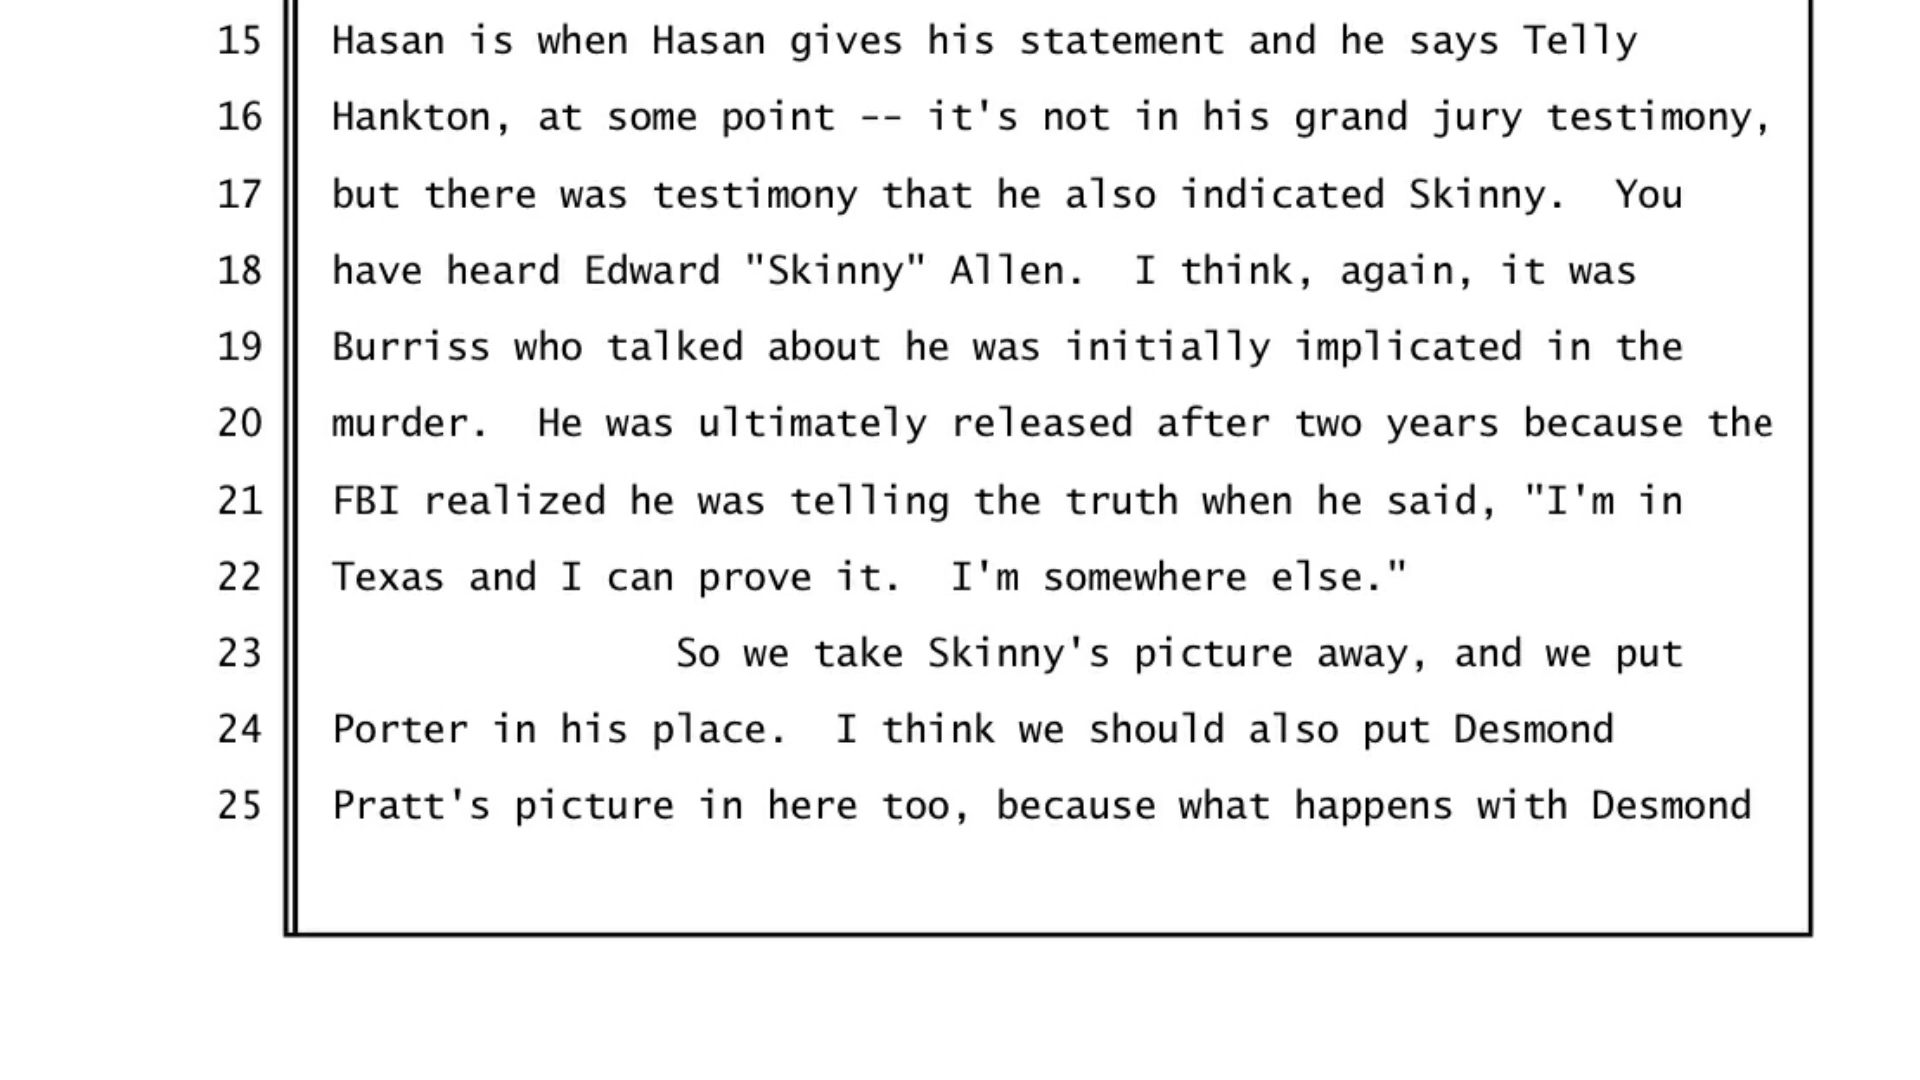 15 Hasan is when Hasan gives his statement and he says Telly
16 Hankton, at some point -- it's not in his grand jury testimony,
17 but there was testimony that he also indicated Skinny.  You
18 have heard Edward "Skinny" Allen.  I think, again, it was
19 Burriss who talked about he was initially implicated in the
20 murder.  He was ultimately released after two years because the
21 FBI realized he was telling the truth when he said, "I'm in
22 Texas and I can prove it.  I'm somewhere else."
23 So we take Skinny's picture away, and we put
24 Porter in his place.  I think we should also put Desmond
25 Pratt's picture in here too, because what happens with Desmond